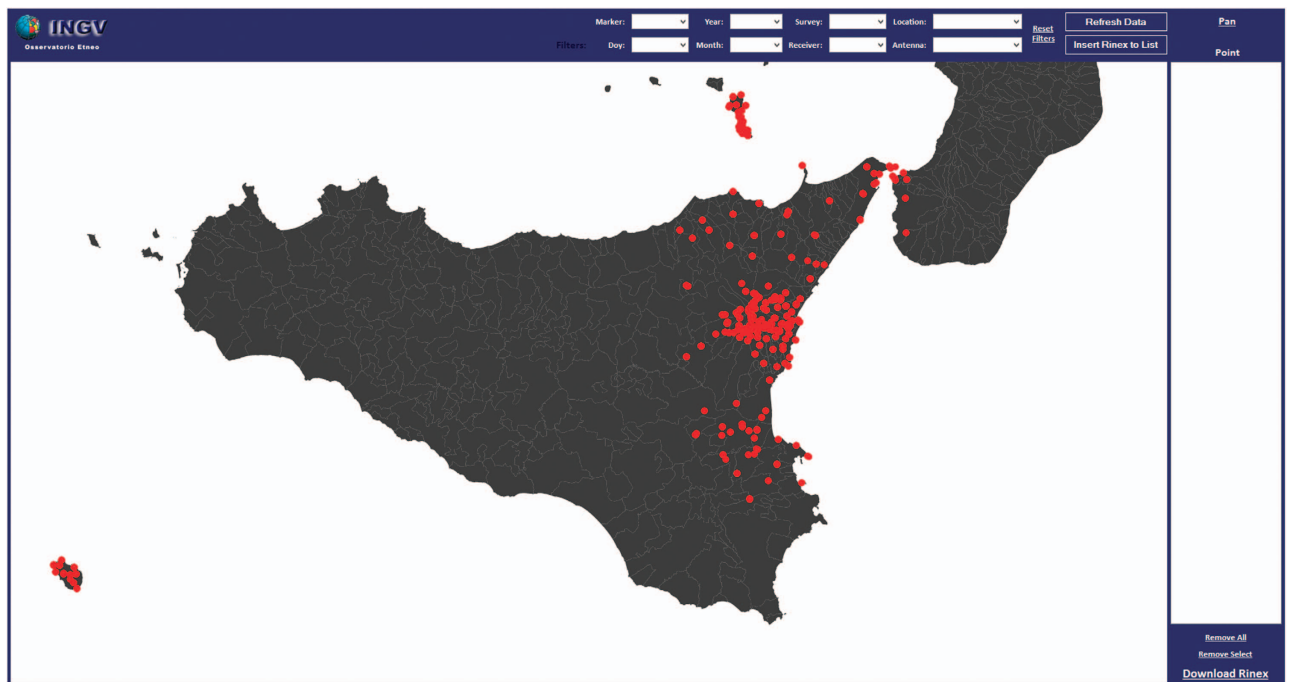 INGV
Osservatorio Etneo
Marker: Year: Survey: Location:
Filters: Doy: Month: Receiver: Antenna:
Reset
Filters
Refresh Data
Insert Rinex to List
Pan
Point
Remove All
Remove Select
Download Rinex